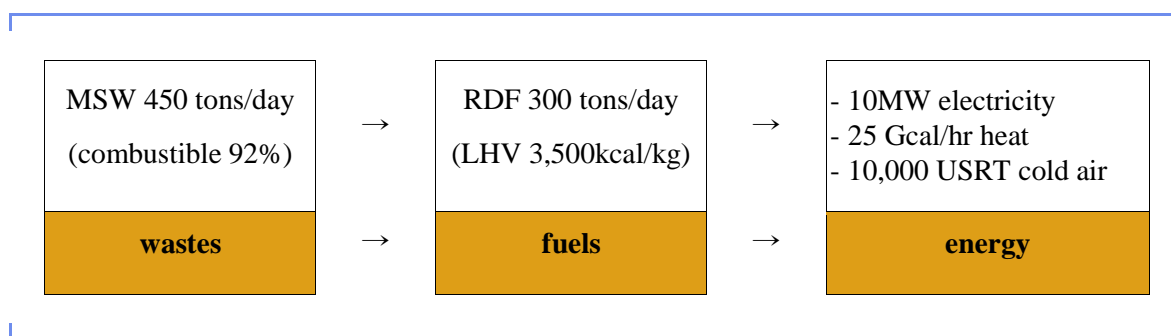 MSW 450 tons/day
(combustible 92%)
→
RDF 300 tons/day
(LHV 3,500kcal/kg)
→
- 10MW electricity
- 25 Gcal/hr heat
- 10,000 USRT cold air
wastes
→
fuels
→
energy